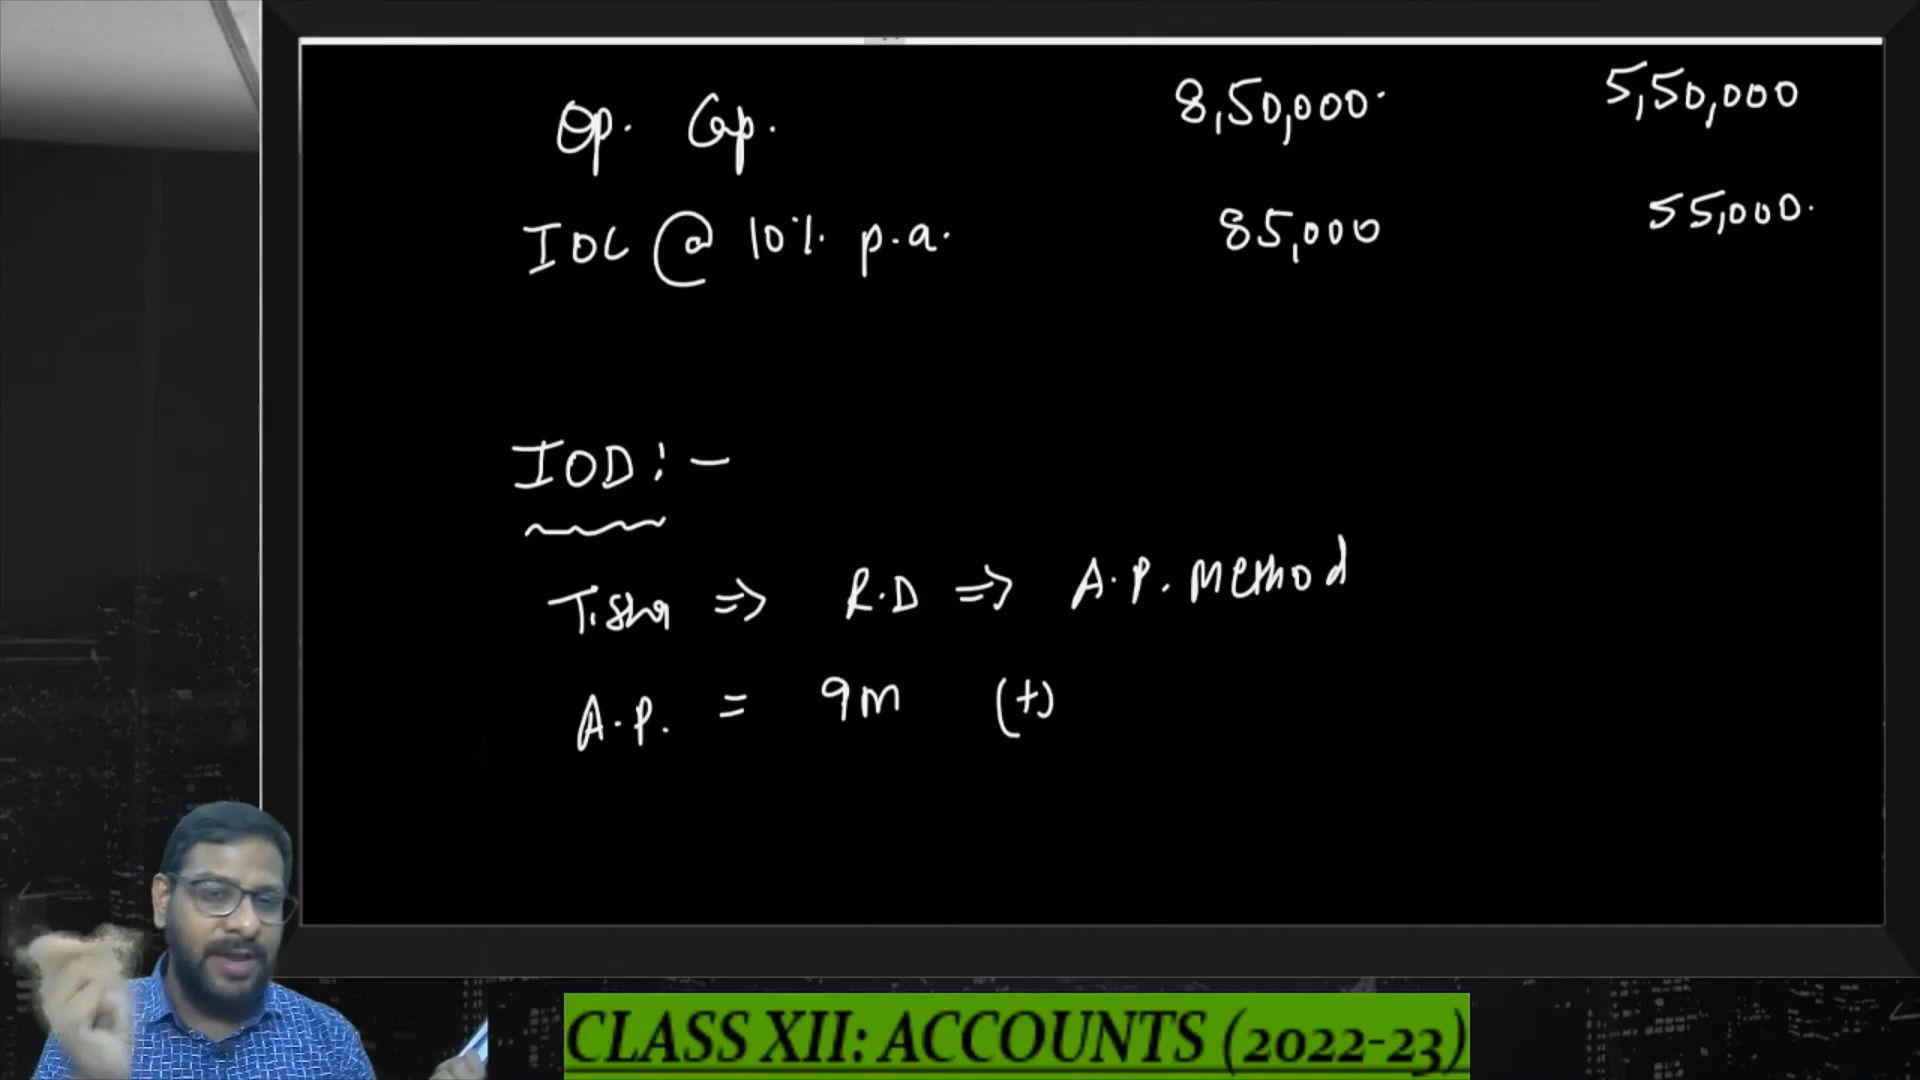 Op. Cap. 8,50,000. 5,50,000
IOC @ 10% p.a. 85,000 55,000.
IOD:-
Tisha => R.D => A.P. Method
A.P. = 9m (+)
CLASS XII: ACCOUNTS (2022-23)